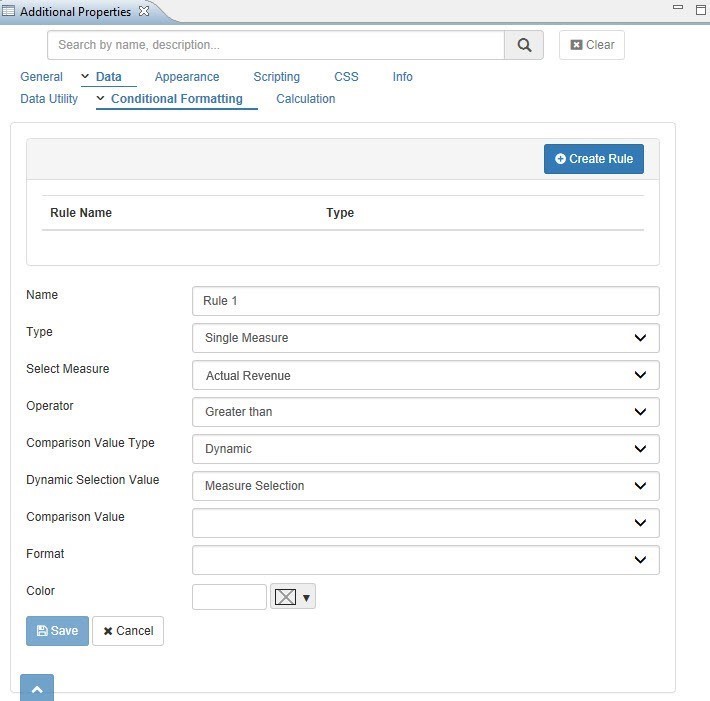 Additional Properties
Search by name, description...
Clear
General Data Appearance Scripting CSS Info
Data Utility Conditional Formatting Calculation
Create Rule
Rule Name Type
Name Rule 1
Type Single Measure
Select Measure Actual Revenue
Operator Greater than
Comparison Value Type Dynamic
Dynamic Selection Value Measure Selection
Comparison Value
Format
Color
Save Cancel